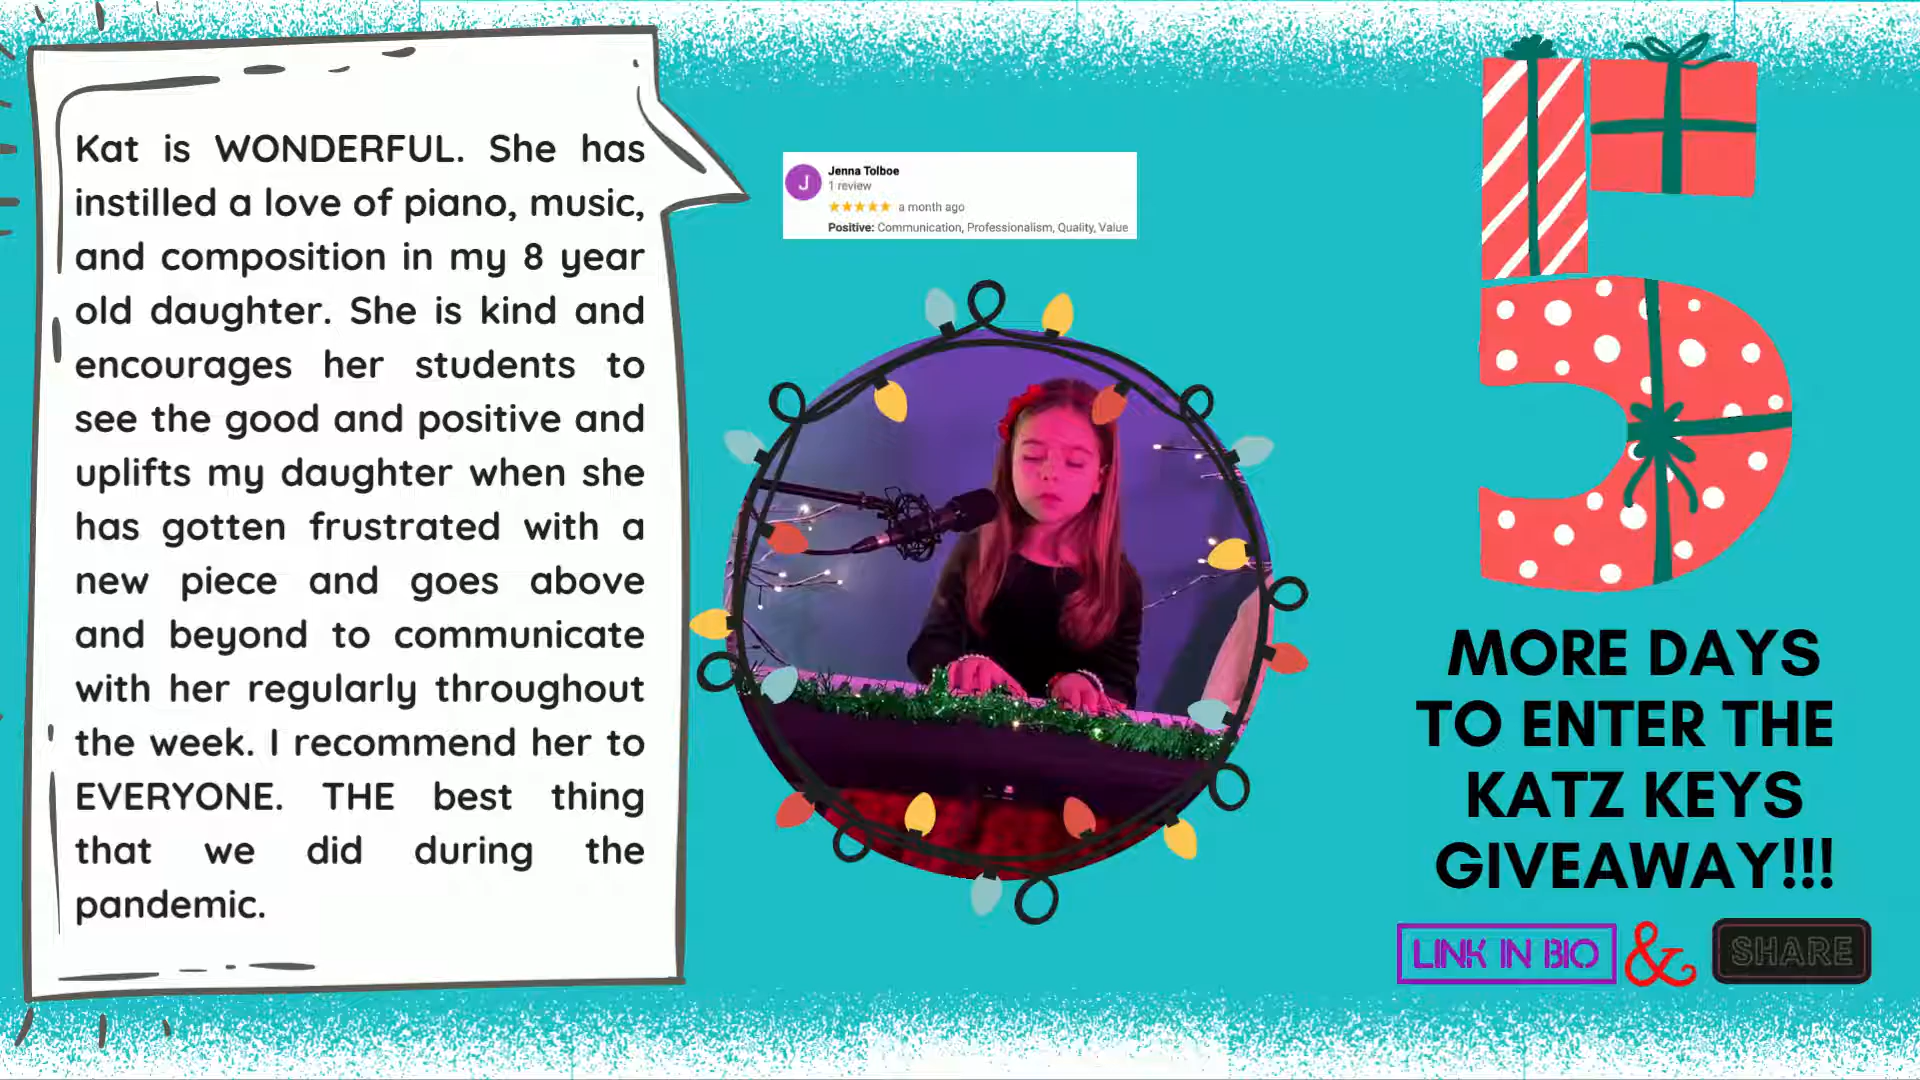 Kat is WONDERFUL. She has
instilled a love of piano, music,
and composition in my 8 year
old daughter. She is kind and
encourages her students to
see the good and positive and
uplifts my daughter when she
has gotten frustrated with a
new piece and goes above
and beyond to communicate
with her regularly throughout
the week. I recommend her to
EVERYONE. THE best thing
that we did during the
pandemic.
J
Jenna Tolboe
1 review
★★★★★ a month ago
Positive: Communication, Professionalism, Quality, Value
5
MORE DAYS
TO ENTER THE
KATZ KEYS
GIVEAWAY!!!
LINK IN BIO & SHARE